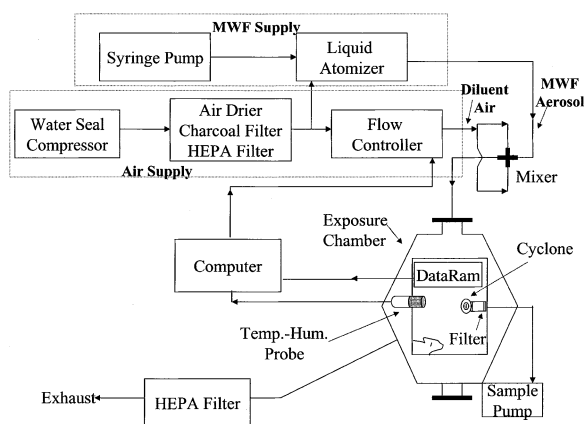 MWF Supply
Syringe Pump
Liquid
Atomizer
Diluent
Air
MWF
Aerosol
Water Seal
Compressor
Air Drier
Charcoal Filter
HEPA Filter
Flow
Controller
Air Supply
Mixer
Exposure
Chamber
Cyclone
Computer
DataRam
Temp.-Hum.
Probe
Filter
Exhaust
HEPA Filter
Sample
Pump